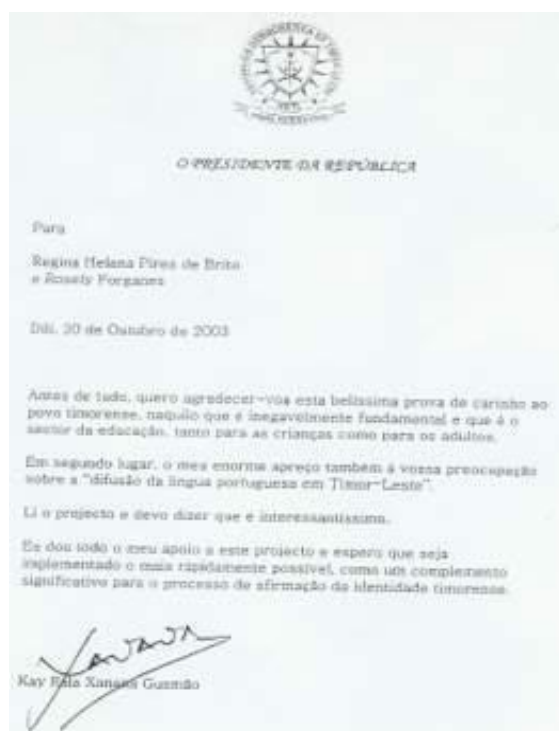 O PRESIDENTE DA REPÚBLICA
Para
Regina Helena Pires de Brito
e Rosely Forganes
Dili, 20 de Outubro de 2003
Antes de tudo, quero agradecer-vos esta belíssima prova de carinho ao
povo timorense, naquilo que é inegavelmente fundamental e que é o
sector da educação, tanto para as crianças como para os adultos.
Em segundo lugar, o meu enorme apreço também à vossa preocupação
sobre a "difusão da língua portuguesa em Timor-Leste".
Li o projecto e devo dizer que é interessantíssimo.
Eu dou todo o meu apoio a este projecto e espero que seja
implementado o mais rápidamente possível, como um complemento
significativo para o processo de afirmação da identidade timorense.
Xanana
Kay Rala Xanana Gusmão